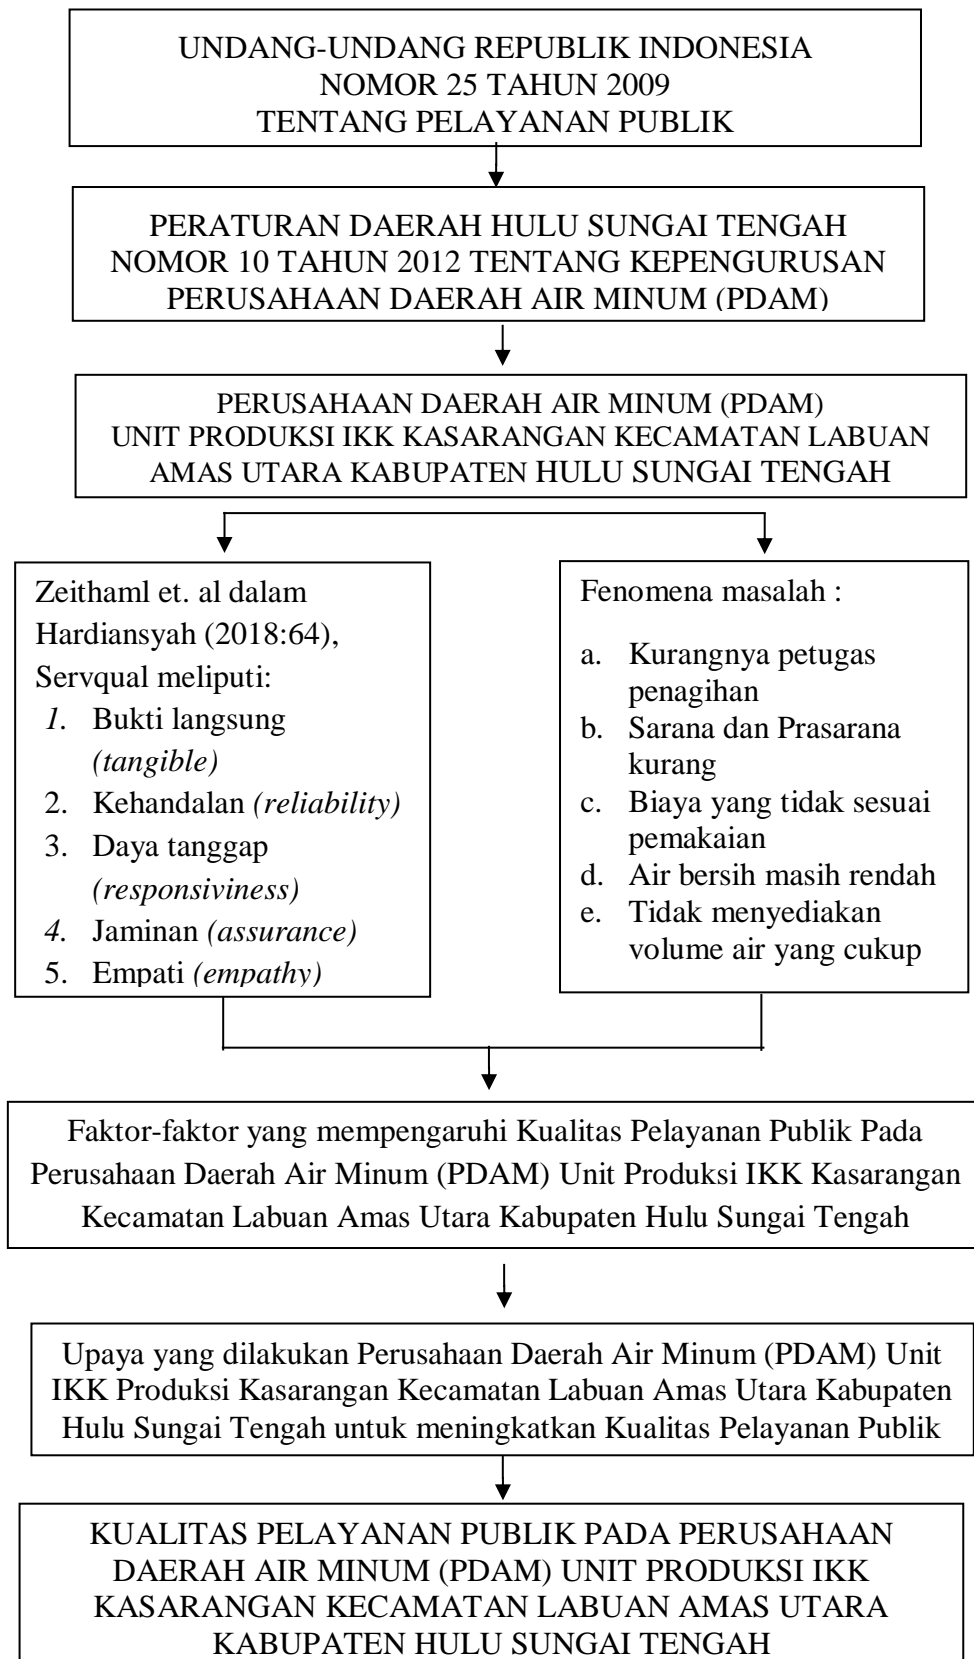 UNDANG-UNDANG REPUBLIK INDONESIA
NOMOR 25 TAHUN 2009
TENTANG PELAYANAN PUBLIK
PERATURAN DAERAH HULU SUNGAI TENGAH
NOMOR 10 TAHUN 2012 TENTANG KEPENGURUSAN
PERUSAHAAN DAERAH AIR MINUM (PDAM)
PERUSAHAAN DAERAH AIR MINUM (PDAM)
UNIT PRODUKSI IKK KASARANGAN KECAMATAN LABUAN
AMAS UTARA KABUPATEN HULU SUNGAI TENGAH
Zeithaml et. al dalam
Hardiansyah (2018:64),
Servqual meliputi:
1. Bukti langsung
(tangible)
2. Kehandalan (reliability)
3. Daya tanggap
(responsiviness)
4. Jaminan (assurance)
5. Empati (empathy)
Fenomena masalah :
a. Kurangnya petugas
penagihan
b. Sarana dan Prasarana
kurang
c. Biaya yang tidak sesuai
pemakaian
d. Air bersih masih rendah
e. Tidak menyediakan
volume air yang cukup
Faktor-faktor yang mempengaruhi Kualitas Pelayanan Publik Pada
Perusahaan Daerah Air Minum (PDAM) Unit Produksi IKK Kasarangan
Kecamatan Labuan Amas Utara Kabupaten Hulu Sungai Tengah
Upaya yang dilakukan Perusahaan Daerah Air Minum (PDAM) Unit
IKK Produksi Kasarangan Kecamatan Labuan Amas Utara Kabupaten
Hulu Sungai Tengah untuk meningkatkan Kualitas Pelayanan Publik
KUALITAS PELAYANAN PUBLIK PADA PERUSAHAAN
DAERAH AIR MINUM (PDAM) UNIT PRODUKSI IKK
KASARANGAN KECAMATAN LABUAN AMAS UTARA
KABUPATEN HULU SUNGAI TENGAH